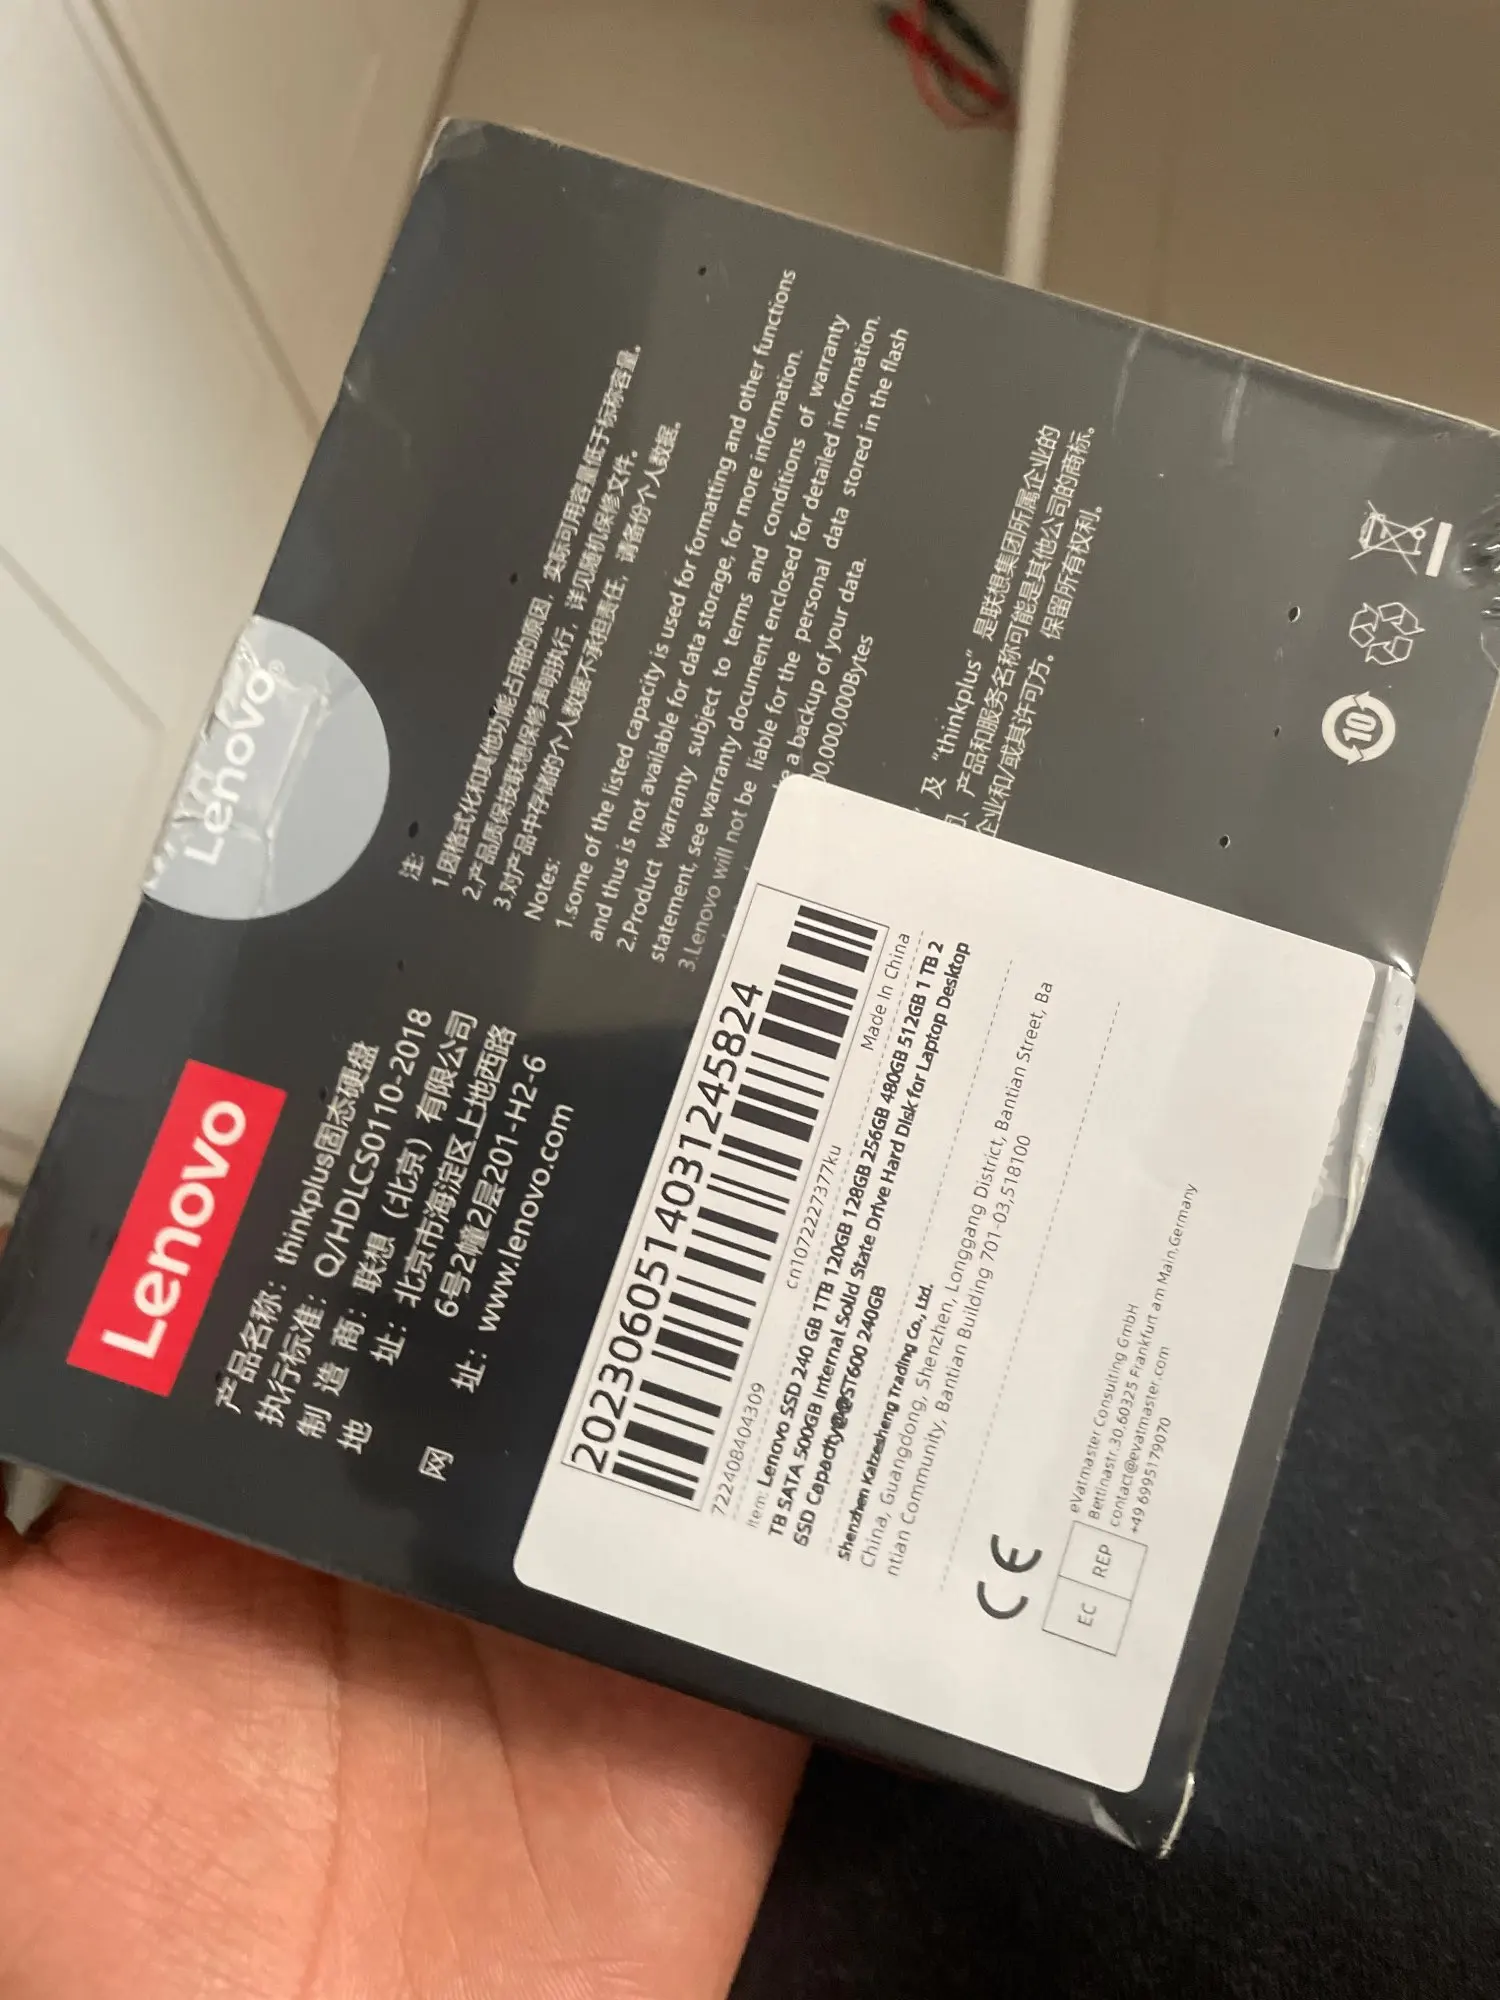 Lenovo
产品名称：thinkplus固态硬盘
执行标准：Q/HDLCS0110-2018
制 造 商：联想（北京）有限公司
地 址：北京市海淀区上地西路
6号2幢2层201-H2-6
网 址：www.lenovo.com
Lenovo®
注：
1.因格式化和其他功能占用的原因，实际可用容量低于标称容量。
2.产品质保按联想保修声明执行，详见随机保修文件。
3.对产品中存储的个人数据不承担责任，请备份个人数据。
Notes:
1.some of the listed capacity is used for formatting and other functions
and thus is not available for data storage, for more information.
2.Product warranty subject to terms and conditions of warranty
statement, see warranty document enclosed for detailed information.
3.Lenovo will not be liable for the personal data stored in the flash
a backup of your data.
00,000,000Bytes
及 “thinkplus” 是联想集团所属企业的
产品和服务名称可能是其他公司的商标。
企业和/或其许可方。保留所有权利。
10
2023060514031245824
722408404309
cn1072227377ku
Made In China
Item: Lenovo SSD 240 GB 1TB 120GB 128GB 256GB 480GB 512GB 1 TB 2
TB SATA 500GB Internal Solid State Drive Hard Disk for Laptop Desktop
SSD Capacity@@ST600 240GB
Shenzhen Katzesheng Trading Co., Ltd.
China, Guangdong, Shenzhen, Longgang District, Bantian Street, Ba
ntian Community, Bantian Building 701-03,518100
CE
EC REP
eVatmaster Consulting GmbH
Bettinastr.30,60325 Frankfurt am Main,Germany
contact@evatmaster.com
+49 6995179070